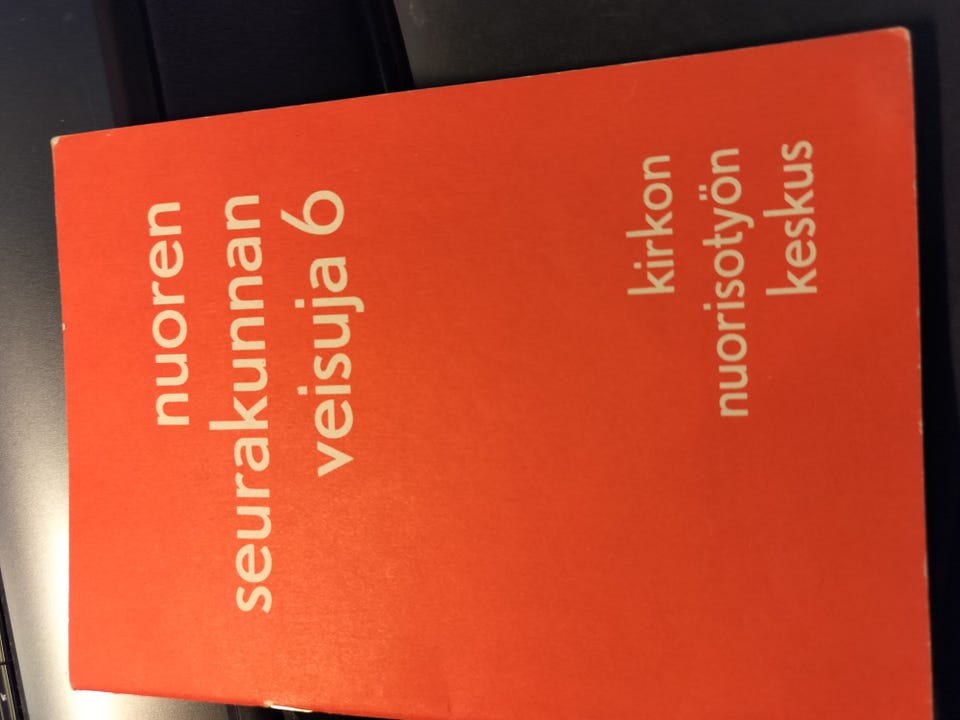 nuoren
seurakunnan
veisuja 6
kirkon
nuorisotyön
keskus